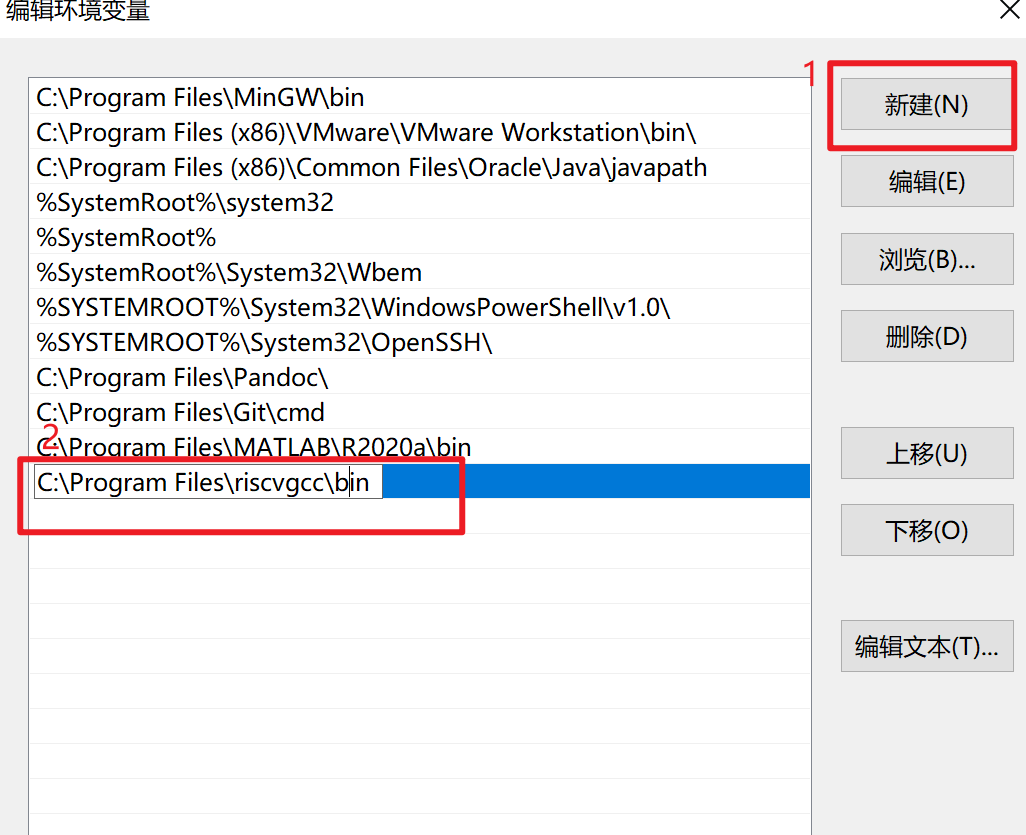 编辑环境变量
1
新建(N)
C:\Program Files\MinGW\bin
C:\Program Files (x86)\VMware\VMware Workstation\bin\
C:\Program Files (x86)\Common Files\Oracle\Java\javapath
%SystemRoot%\system32
%SystemRoot%
%SystemRoot%\System32\Wbem
%SYSTEMROOT%\System32\WindowsPowerShell\v1.0\
%SYSTEMROOT%\System32\OpenSSH\
C:\Program Files\Pandoc\
C:\Program Files\Git\cmd
2
C:\Program Files\MATLAB\R2020a\bin
C:\Program Files\riscvgcc\bin
编辑(E)
浏览(B)...
删除(D)
上移(U)
下移(O)
编辑文本(T)...